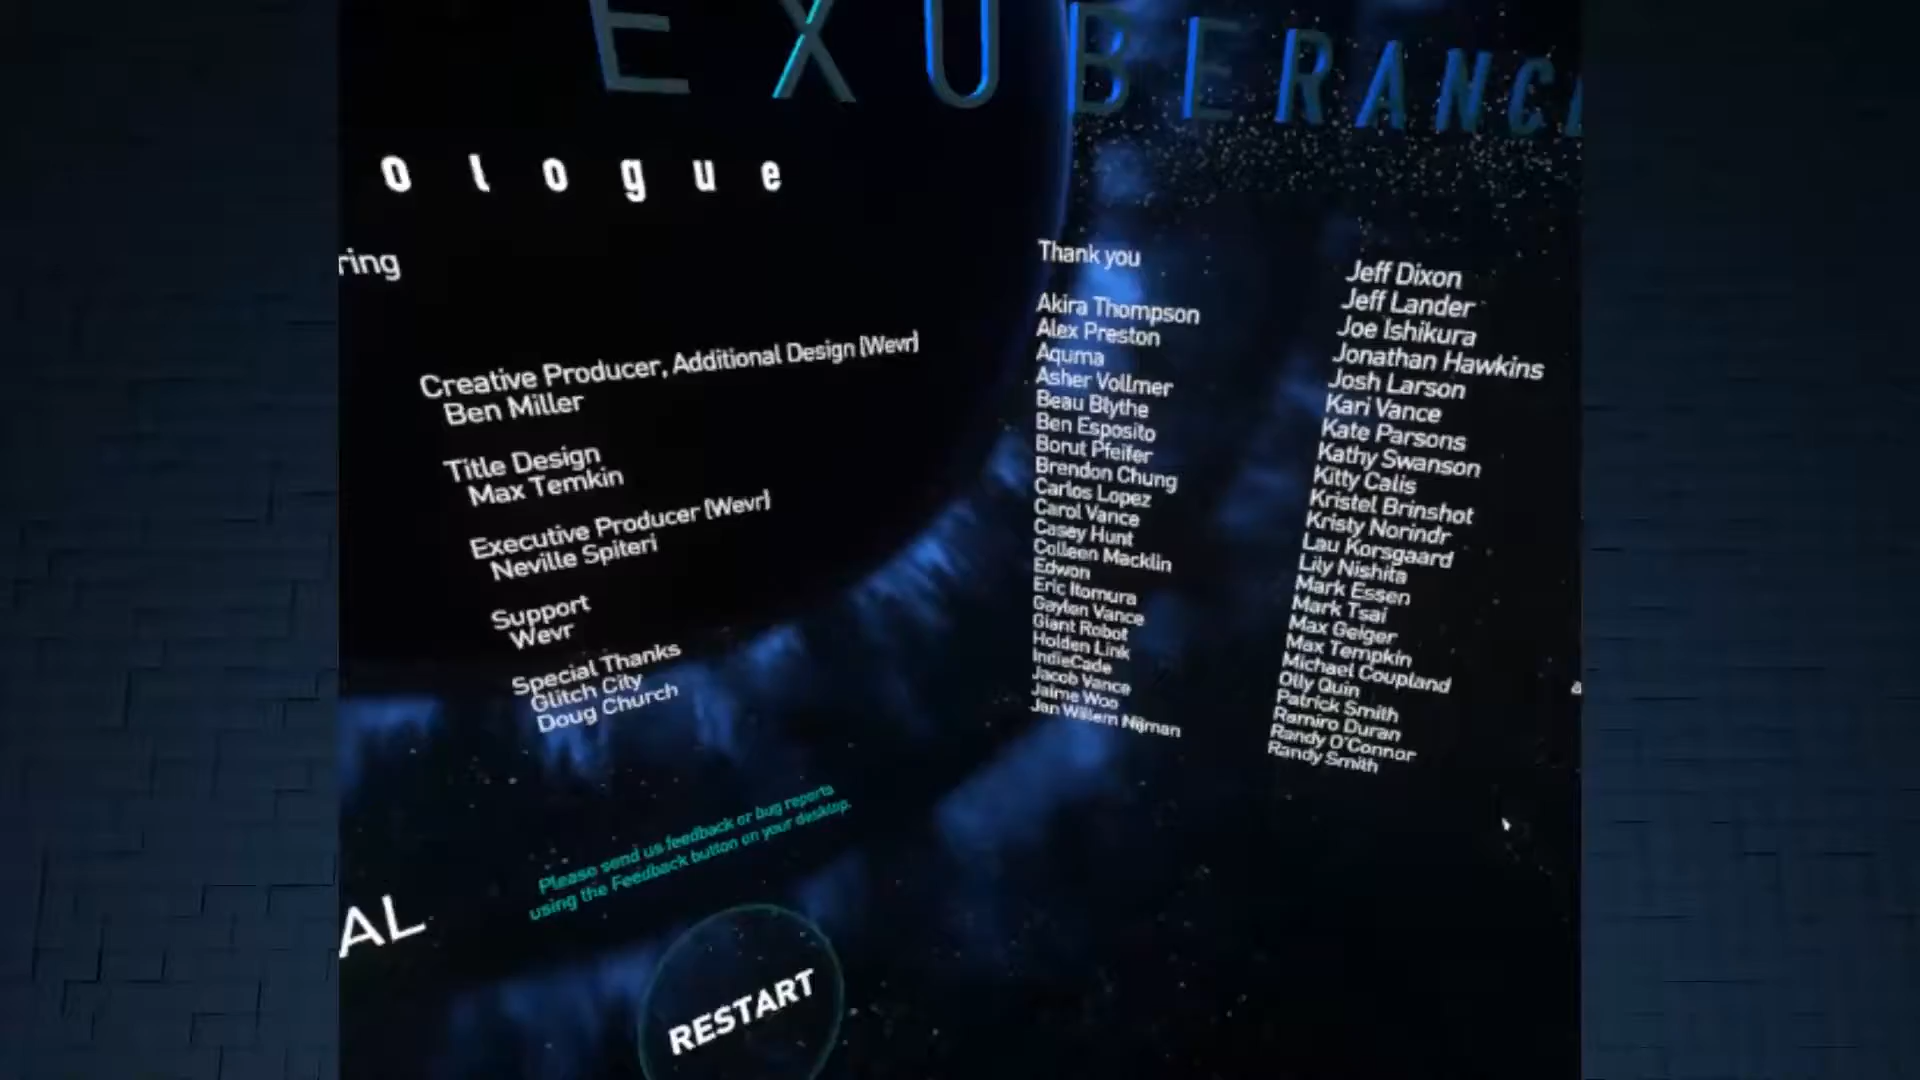 EXUBERANC
ologue
ring
Creative Producer, Additional Design (Wevr)
Ben Miller
Title Design
Max Temkin
Executive Producer (Wevr)
Neville Spiteri
Support
Wevr
Special Thanks
Glitch City
Doug Church
Please send us feedback or bug reports
using the Feedback button on your desktop.
AL
RESTART
Thank you
Akira Thompson
Alex Preston
Aquma
Asher Vollmer
Beau Blythe
Ben Esposito
Borut Pfeifer
Brendon Chung
Carlos Lopez
Carol Vance
Casey Hunt
Colleen Macklin
Edwon
Eric Itomura
Gaylen Vance
Giant Robot
Holden Link
IndieCade
Jacob Vance
Jaime Woo
Jan Willem Nijman
Jeff Dixon
Jeff Lander
Joe Ishikura
Jonathan Hawkins
Josh Larson
Kari Vance
Kate Parsons
Kathy Swanson
Kitty Calis
Kristel Brinshot
Kristy Norindr
Lau Korsgaard
Lily Nishita
Mark Essen
Mark Tsai
Max Geiger
Max Tempkin
Michael Coupland
Olly Quin
Patrick Smith
Ramiro Duran
Randy O'Connor
Randy Smith
a